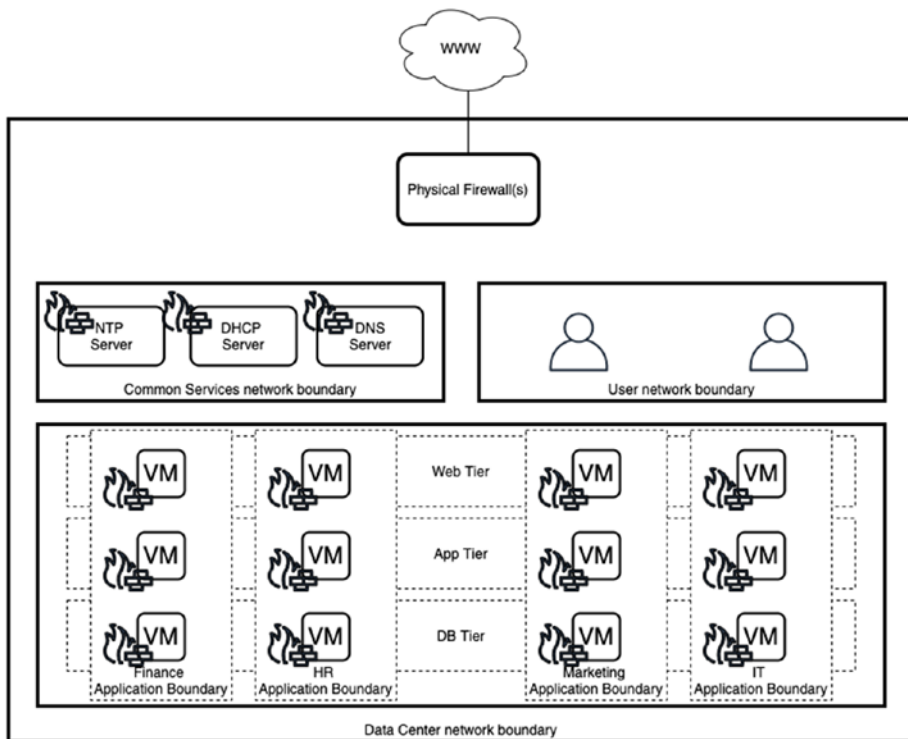 WWW
Physical Firewall(s)
NTP
Server
DHCP
Server
DNS
Server
Common Services network boundary
User network boundary
VM
VM
Web Tier
VM
VM
VM
VM
App Tier
VM
VM
VM
VM
DB Tier
VM
VM
Finance
Application Boundary
HR
Application Boundary
Marketing
Application Boundary
IT
Application Boundary
Data Center network boundary